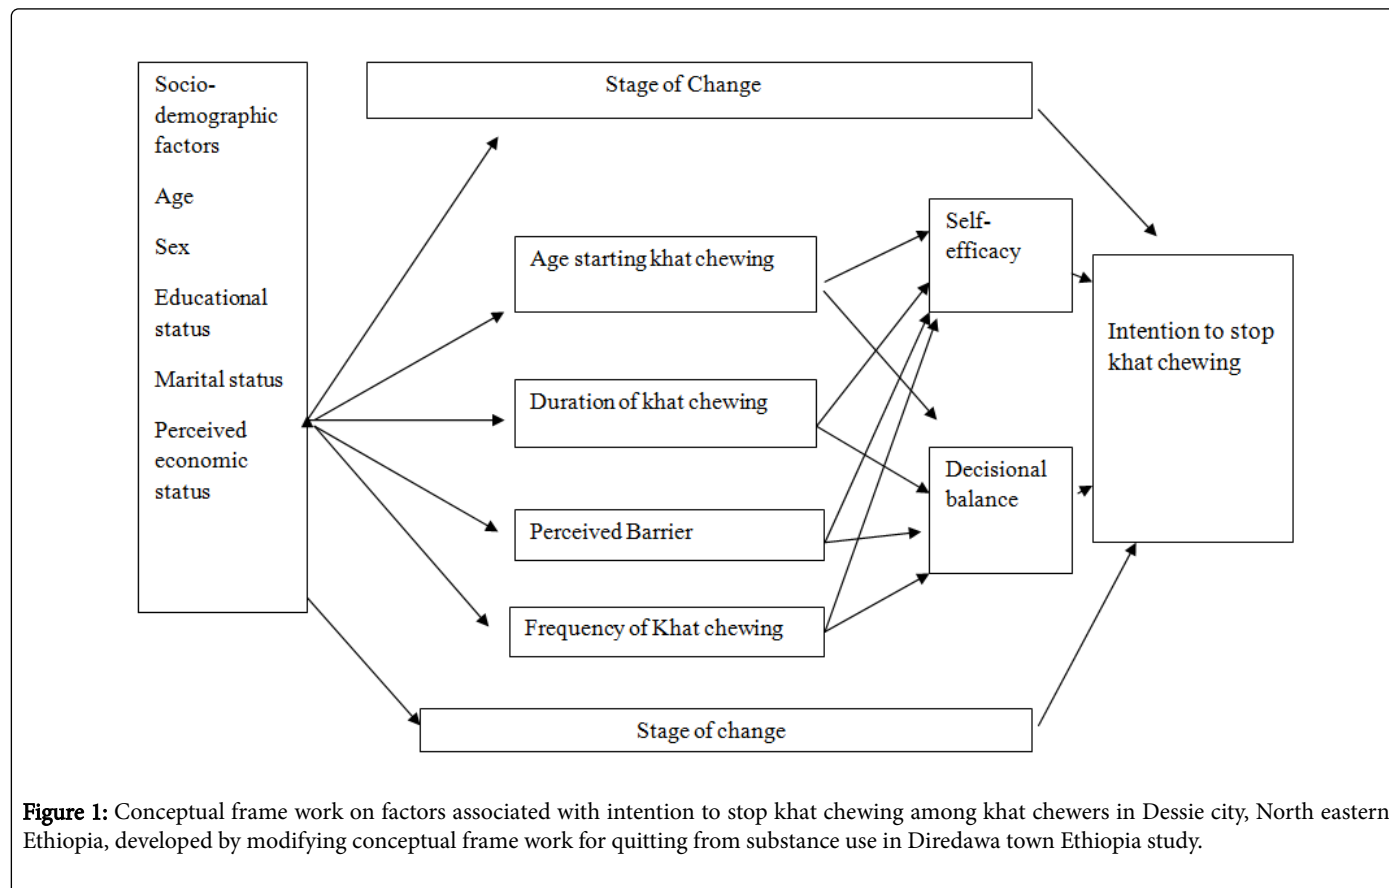 Socio-
demographic
factors
Age
Sex
Educational
status
Marital status
Perceived
economic
status
Stage of Change
Age starting khat chewing
Duration of khat chewing
Perceived Barrier
Frequency of Khat chewing
Stage of change
Self-
efficacy
Decisional
balance
Intention to stop
khat chewing
Figure 1: Conceptual frame work on factors associated with intention to stop khat chewing among khat chewers in Dessie city, North eastern
Ethiopia, developed by modifying conceptual frame work for quitting from substance use in Diredawa town Ethiopia study.